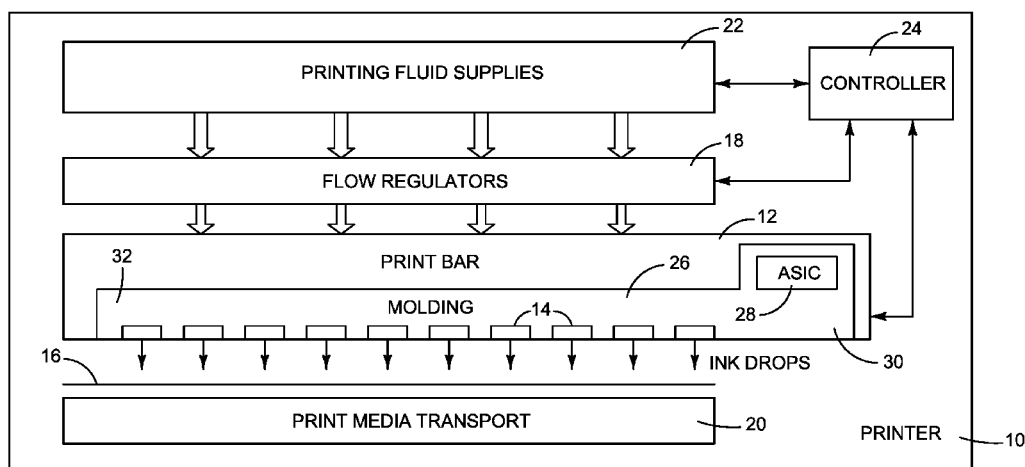 22
24
PRINTING FLUID SUPPLIES
CONTROLLER
18
FLOW REGULATORS
12
32
PRINT BAR
26
ASIC
MOLDING
14
28
16
INK DROPS
30
PRINT MEDIA TRANSPORT
20
PRINTER
10